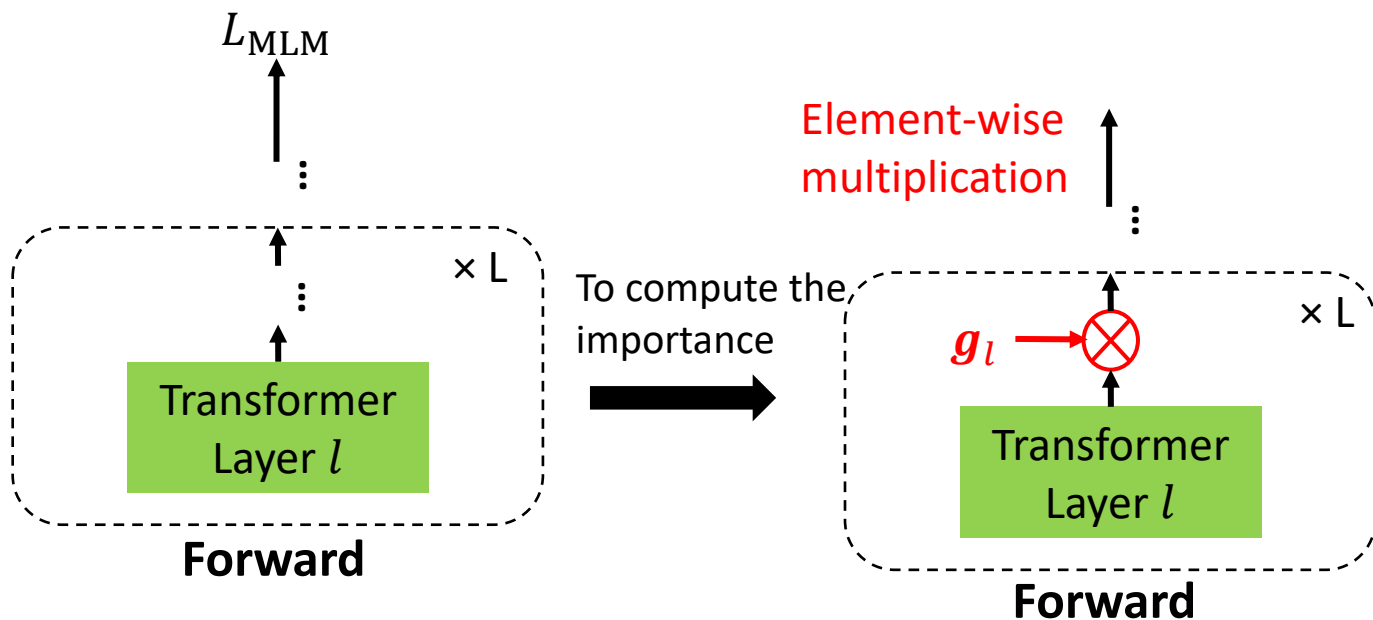 L_MLM
⋮
× L
⋮
Transformer
Layer l
Forward
To compute the
importance
Element-wise
multiplication
⋮
× L
g_l
Transformer
Layer l
Forward